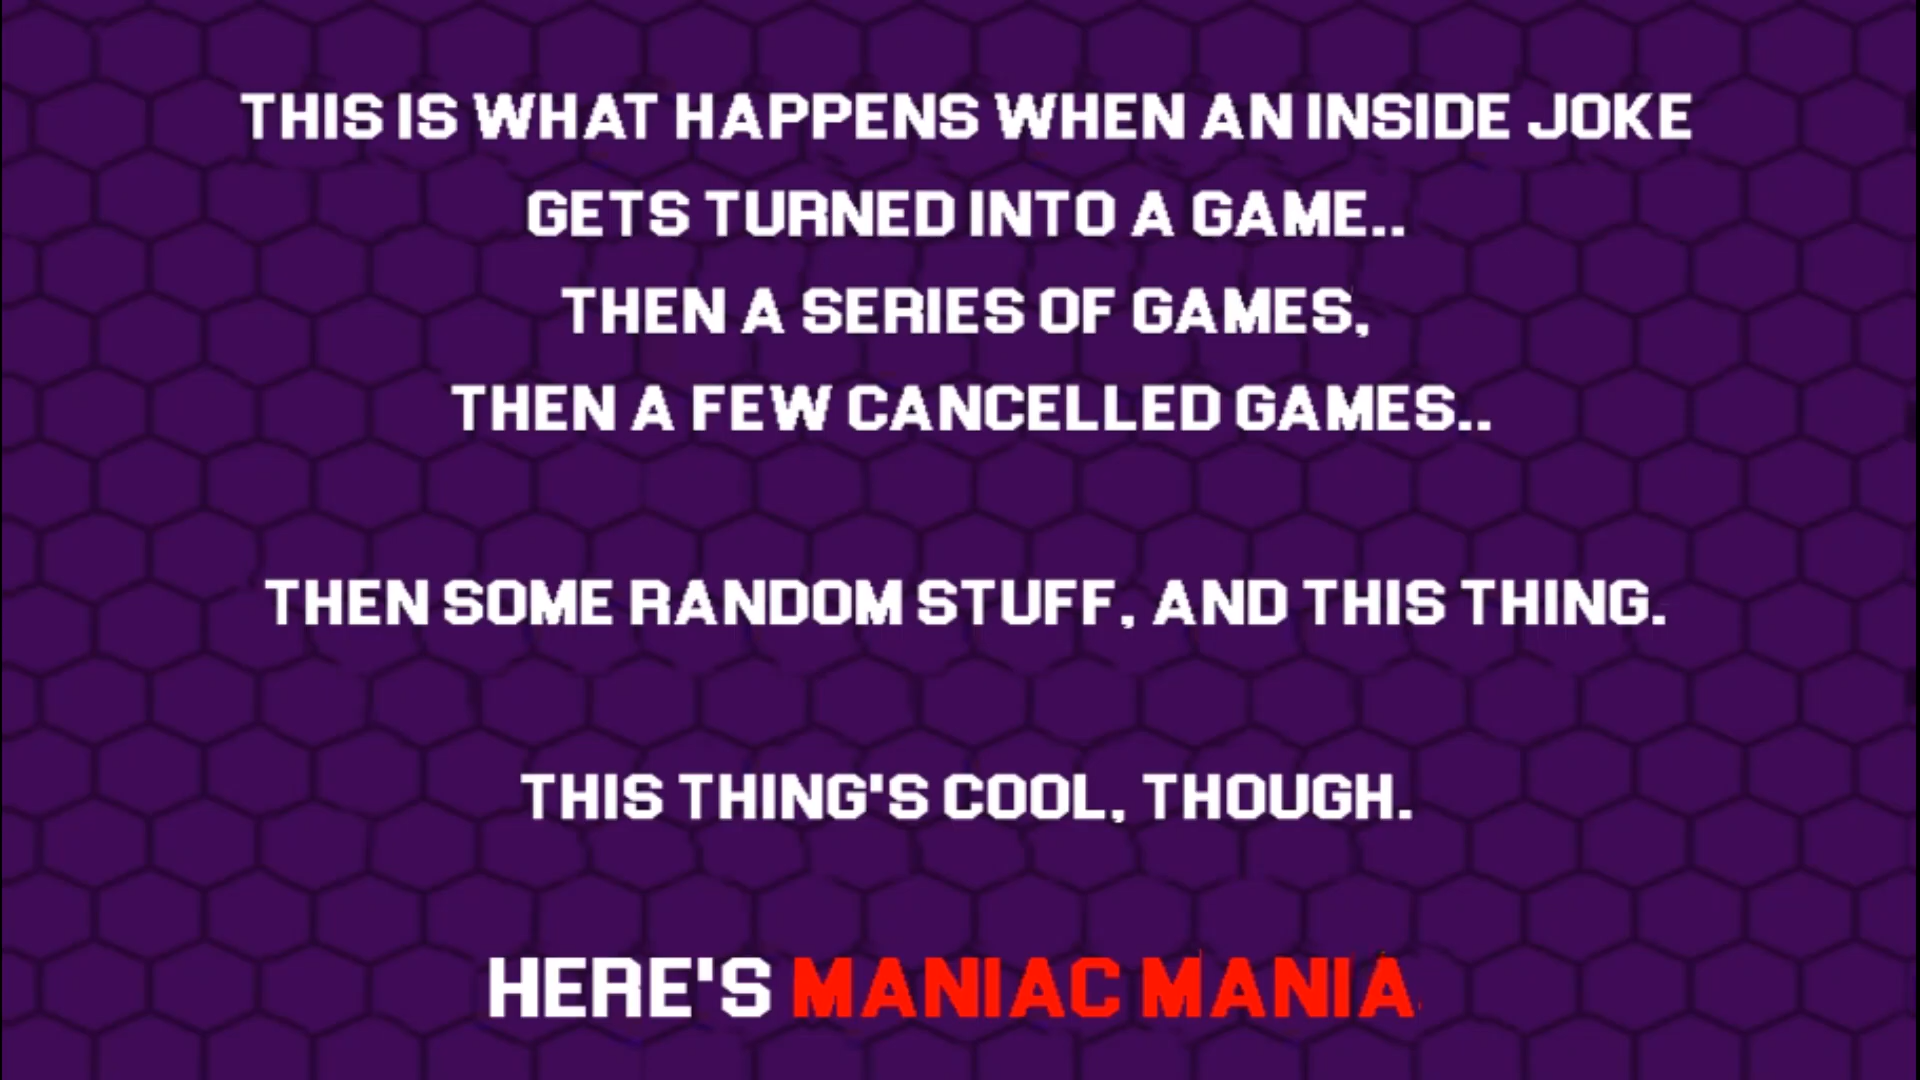 THIS IS WHAT HAPPENS WHEN AN INSIDE JOKE
GETS TURNED INTO A GAME..
THEN A SERIES OF GAMES,
THEN A FEW CANCELLED GAMES..
THEN SOME RANDOM STUFF, AND THIS THING.
THIS THING'S COOL, THOUGH.
HERE'S MANIAC MANIA